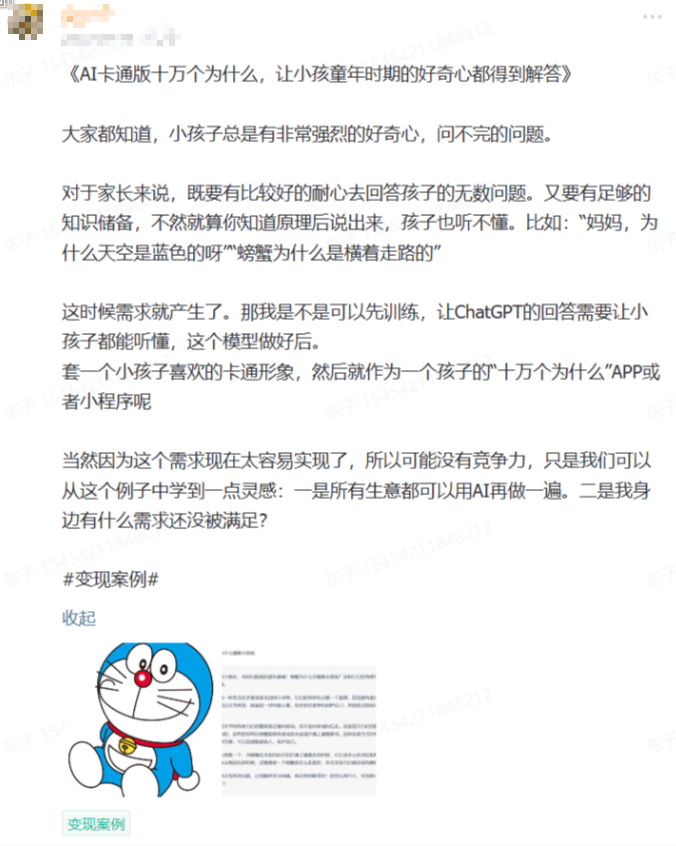 《AI卡通版十万个为什么，让小孩童年时期的好奇心都得到解答》
大家都知道，小孩子总是有非常强烈的好奇心，问不完的问题。
对于家长来说，既要有比较好的耐心去回答孩子的无数问题。又要有足够的
知识储备，不然就算你知道原理后说出来，孩子也听不懂。比如：“妈妈，为
什么天空是蓝色的呀”“螃蟹为什么是横着走路的”
这时候需求就产生了。那我是不是可以先训练，让ChatGPT的回答需要让小
孩子都能听懂，这个模型做好后。
套一个小孩子喜欢的卡通形象，然后就作为一个孩子的“十万个为什么”APP或
者小程序呢
当然因为这个需求现在太容易实现了，所以可能没有竞争力，只是我们可以
从这个例子中学到一点灵感：一是所有生意都可以用AI再做一遍。二是我身
边有什么需求还没被满足？
#变现案例#
收起
变现案例
东子 15454211848212